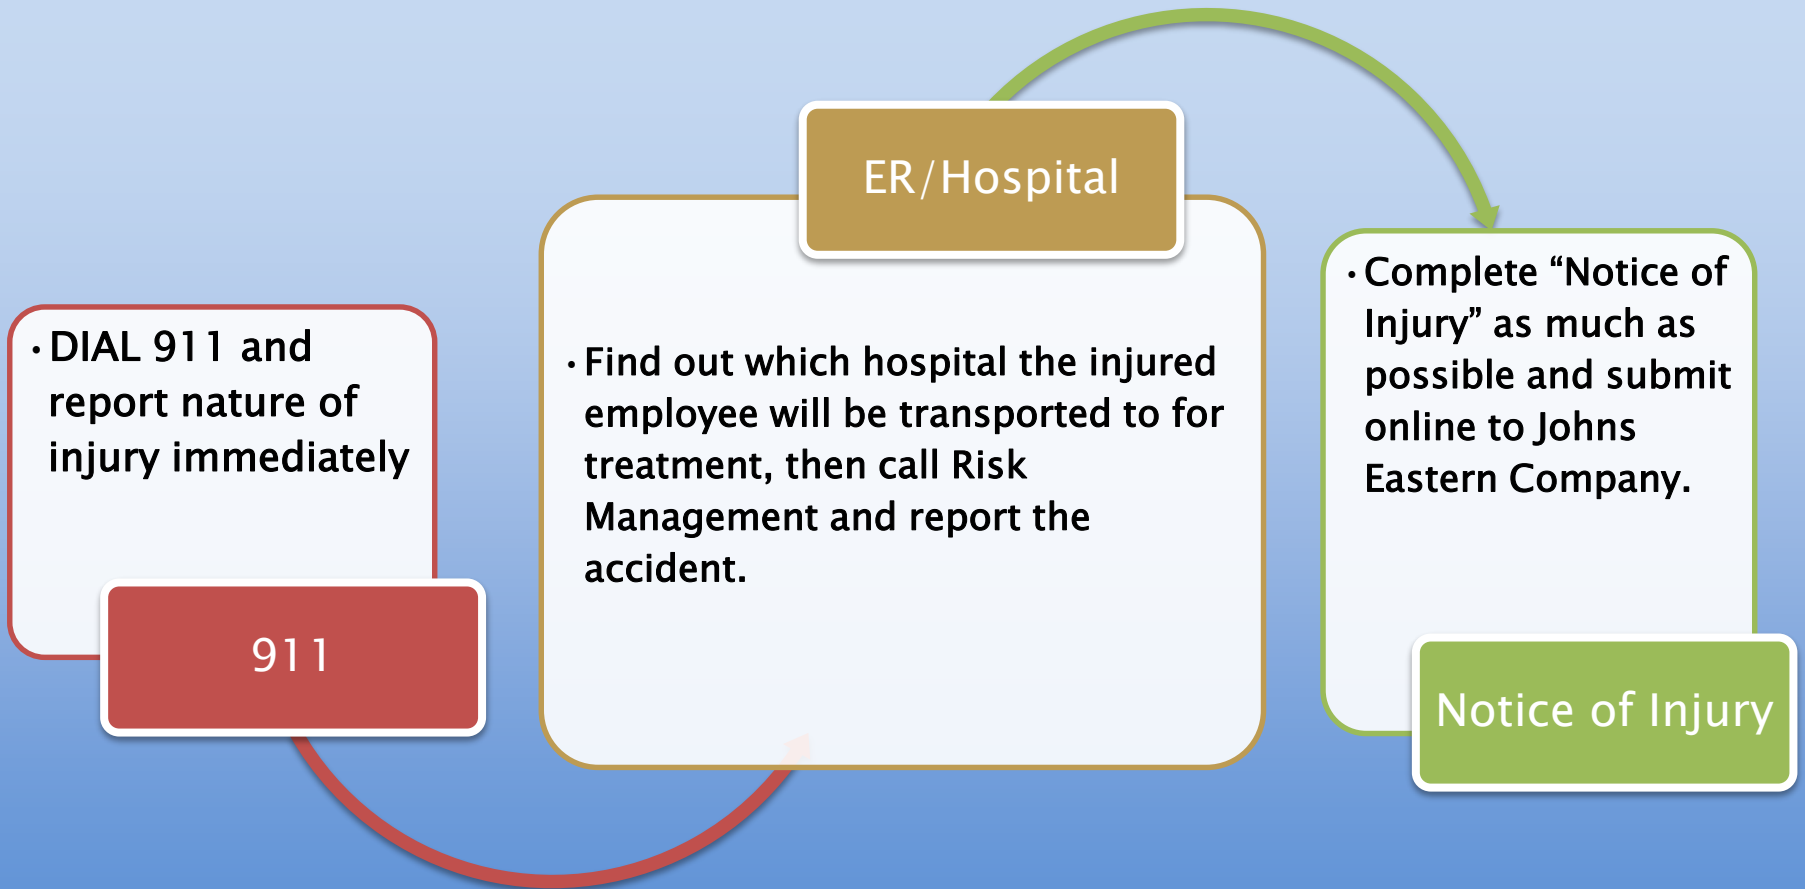 • DIAL 911 and
report nature of
injury immediately
911
ER/Hospital
• Find out which hospital the injured
employee will be transported to for
treatment, then call Risk
Management and report the
accident.
• Complete “Notice of
Injury” as much as
possible and submit
online to Johns
Eastern Company.
Notice of Injury